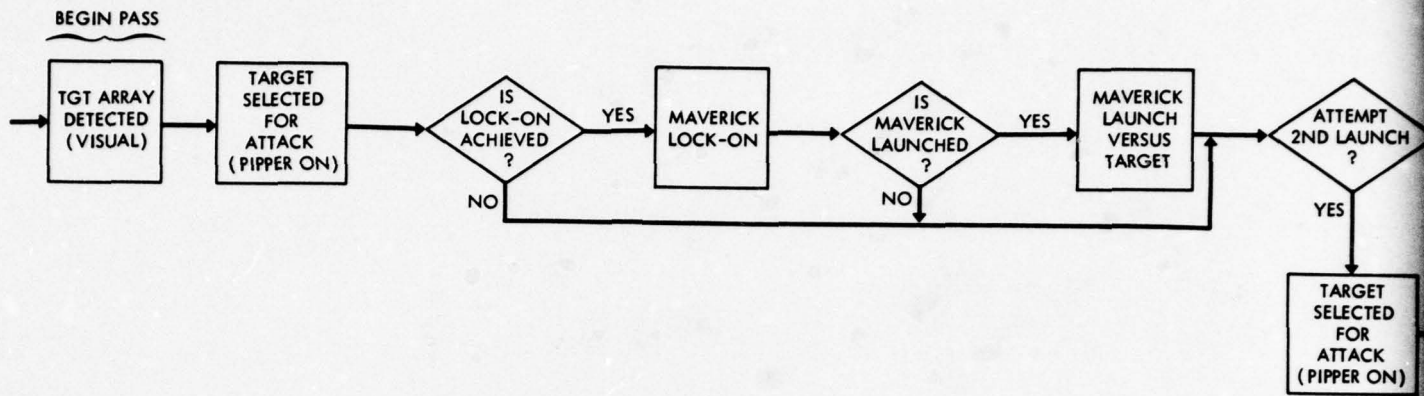 BEGIN PASS
TGT ARRAY
DETECTED
(VISUAL)
TARGET
SELECTED
FOR
ATTACK
(PIPPER ON)
IS
LOCK-ON
ACHIEVED
?
YES
NO
MAVERICK
LOCK-ON
IS
MAVERICK
LAUNCHED
?
YES
NO
MAVERICK
LAUNCH
VERSUS
TARGET
ATTEMPT
2ND LAUNCH
?
YES
TARGET
SELECTED
FOR
ATTACK
(PIPPER ON)